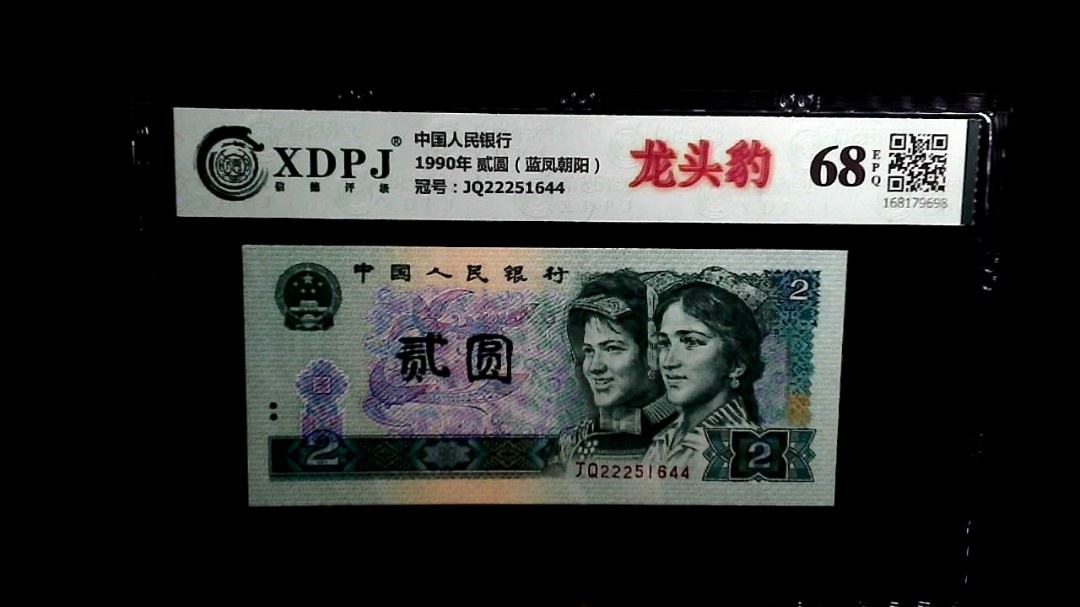 XDPJ®
信德评级
中国人民银行
1990年 贰圆（蓝凤朝阳）
冠号：JQ22251644
龙头豹
68
EPQ
168179698
中国人民银行
2
贰圆
2
2
JQ22251644